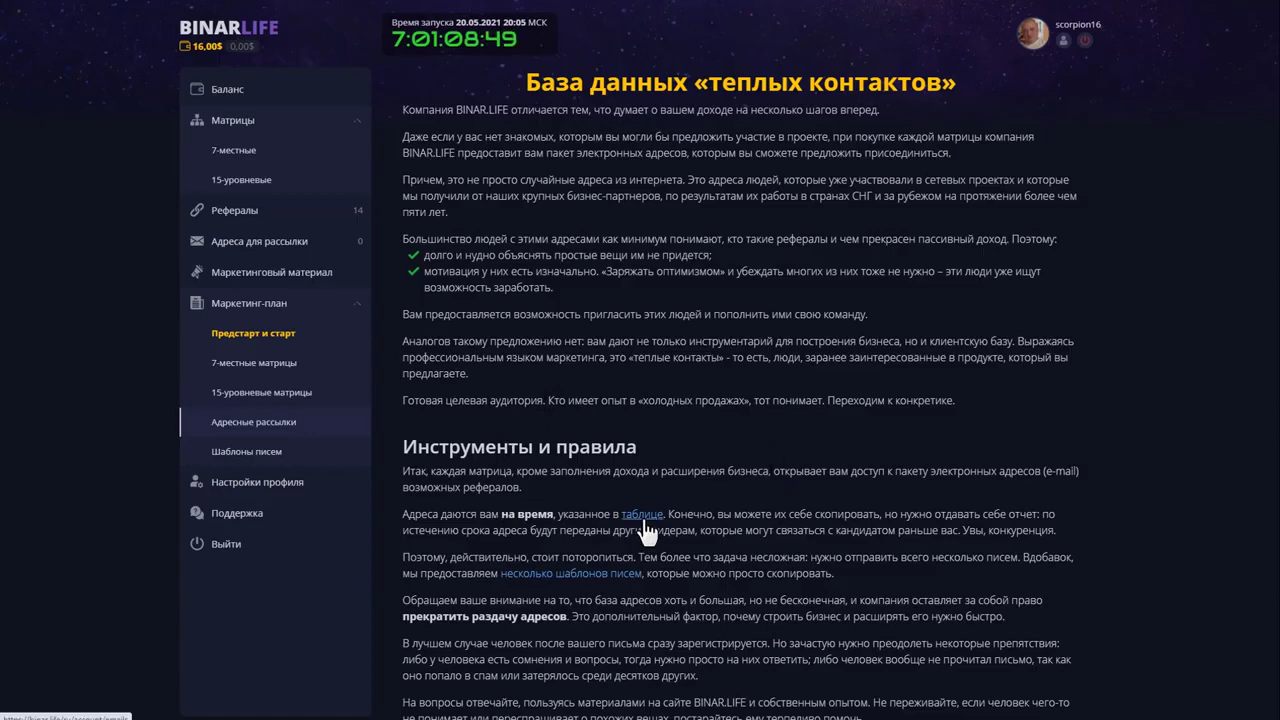 BINARLIFE
16,00$ 0,00$
Время запуска 20.05.2021 20:05 МСК
7:01:08:49
scorpion16
Баланс
Матрицы
7-местные
15-уровневые
Рефералы 14
Адреса для рассылки 0
Маркетинговый материал
Маркетинг-план
Предстарт и старт
7-местные матрицы
15-уровневые матрицы
Адресные рассылки
Шаблоны писем
Настройки профиля
Поддержка
Выйти
База данных «теплых контактов»
Компания BINAR.LIFE отличается тем, что думает о вашем доходе на несколько шагов вперед.
Даже если у вас нет знакомых, которым вы могли бы предложить участие в проекте, при покупке каждой матрицы компания
BINAR.LIFE предоставит вам пакет электронных адресов, которым вы сможете предложить присоединиться.
Причем, это не просто случайные адреса из интернета. Это адреса людей, которые уже участвовали в сетевых проектах и которые
мы получили от наших крупных бизнес-партнеров, по результатам их работы в странах СНГ и за рубежом на протяжении более чем
пяти лет.
Большинство людей с этими адресами как минимум понимают, кто такие рефералы и чем прекрасен пассивный доход. Поэтому:
долго и нудно объяснять простые вещи им не придется;
мотивация у них есть изначально. «Заряжать оптимизмом» и убеждать многих из них тоже не нужно – эти люди уже ищут
возможность заработать.
Вам предоставляется возможность пригласить этих людей и пополнить ими свою команду.
Аналогов такому предложению нет: вам дают не только инструментарий для построения бизнеса, но и клиентскую базу. Выражаясь
профессиональным языком маркетинга, это «теплые контакты» - то есть, люди, заранее заинтересованные в продукте, который вы
предлагаете.
Готовая целевая аудитория. Кто имеет опыт в «холодных продажах», тот понимает. Переходим к конкретике.
Инструменты и правила
Итак, каждая матрица, кроме заполнения дохода и расширения бизнеса, открывает вам доступ к пакету электронных адресов (e-mail)
возможных рефералов.
Адреса даются вам на время, указанное в таблице. Конечно, вы можете их себе скопировать, но нужно отдавать себе отчет: по
истечению срока адреса будут переданы другим лидерам, которые могут связаться с кандидатом раньше вас. Увы, конкуренция.
Поэтому, действительно, стоит поторопиться. Тем более что задача несложная: нужно отправить всего несколько писем. Вдобавок,
мы предоставляем несколько шаблонов писем, которые можно просто скопировать.
Обращаем ваше внимание на то, что база адресов хоть и большая, но не бесконечная, и компания оставляет за собой право
прекратить раздачу адресов. Это дополнительный фактор, почему строить бизнес и расширять его нужно быстро.
В лучшем случае человек после вашего письма сразу зарегистрируется. Но зачастую нужно преодолеть некоторые препятствия:
либо у человека есть сомнения и вопросы, тогда нужно просто на них ответить; либо человек вообще не прочитал письмо, так как
оно попало в спам или затерялось среди десятков других.
На вопросы отвечайте, пользуясь материалами на сайте BINAR.LIFE и собственным опытом. Не переживайте, если человек чего-то
не понимает или переспрашивает о похожих вещах, постарайтесь ему терпеливо помочь.